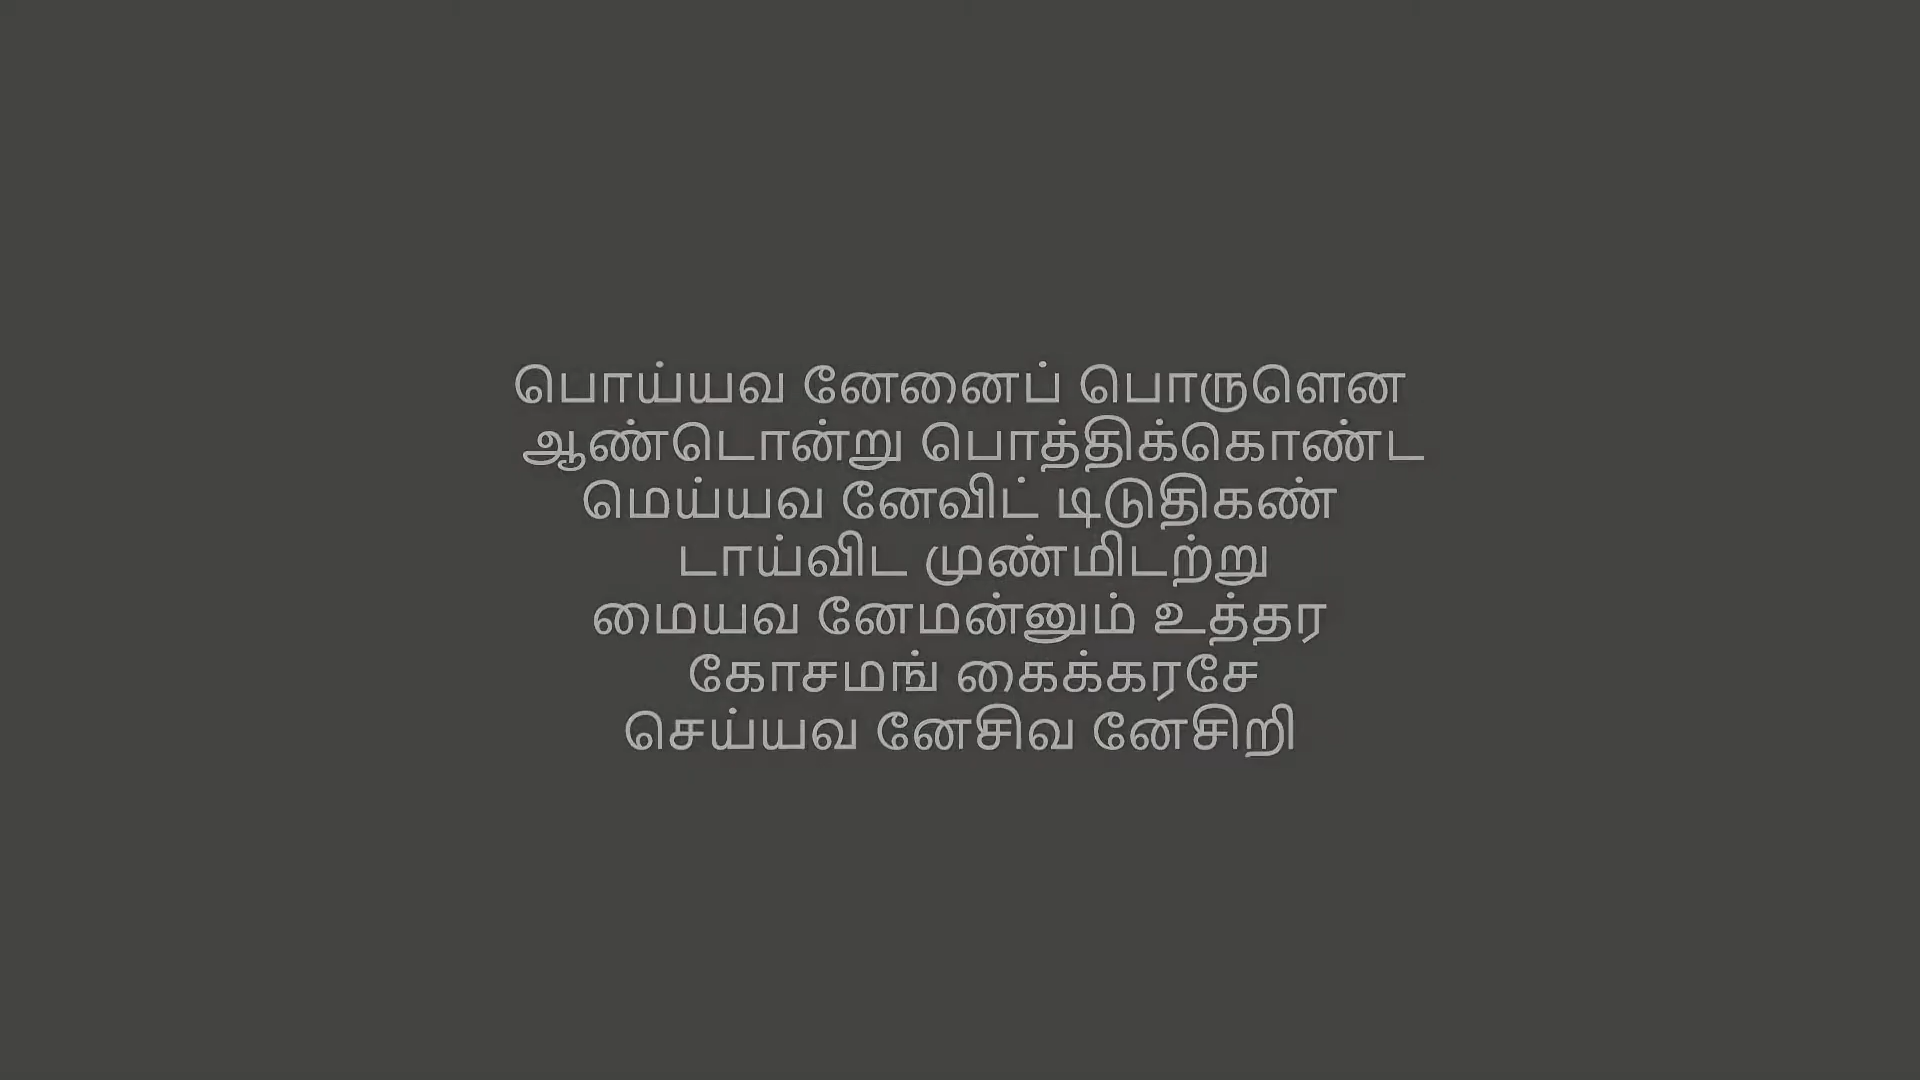 பொய்யவ னேனைப் பொருளென
ஆண்டொன்று பொத்திக்கொண்ட
மெய்யவ னேவிட் டிடுதிகண்
டாய்விட முண்மிடற்று
மையவ னேமன்னும் உத்தர
கோசமங் கைக்கரசே
செய்யவ னேசிவ னேசிறி